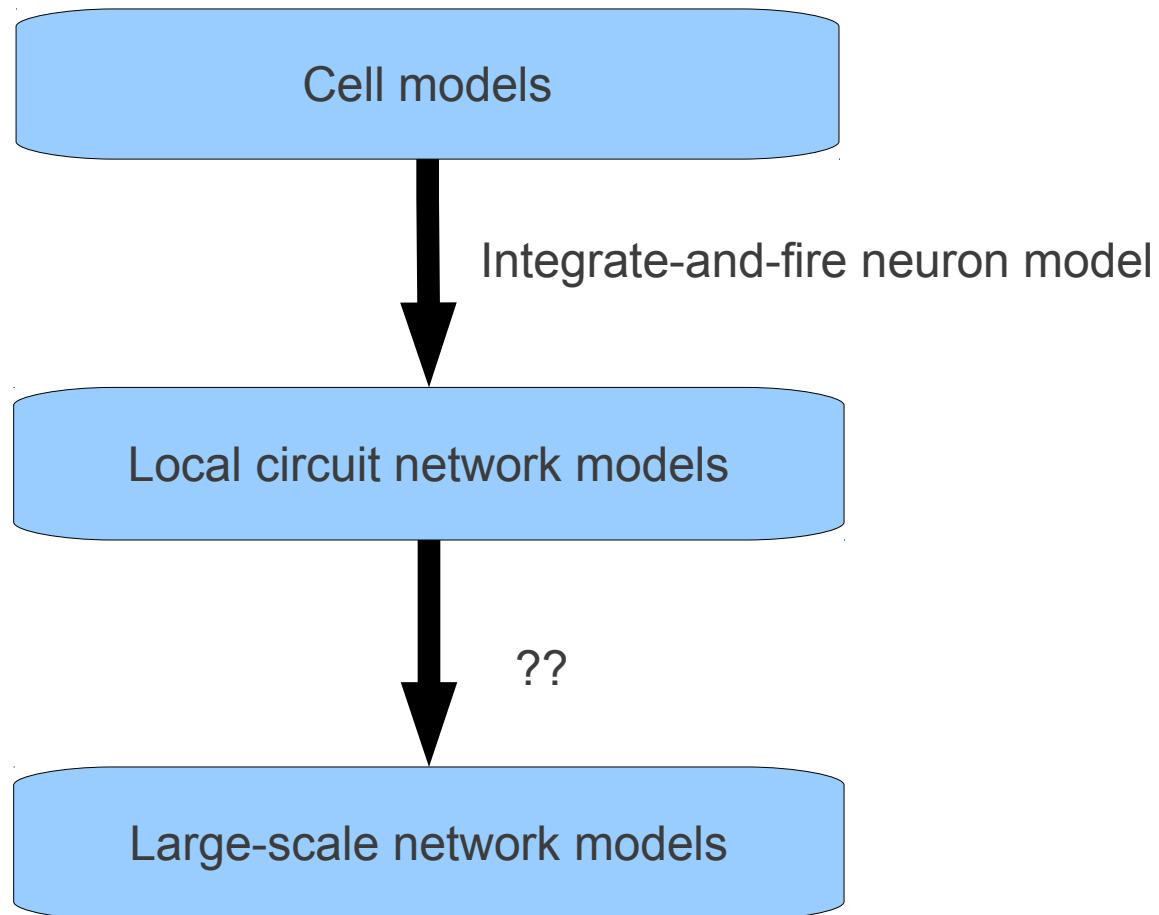 Cell models
Integrate-and-fire neuron model
Local circuit network models
??
Large-scale network models